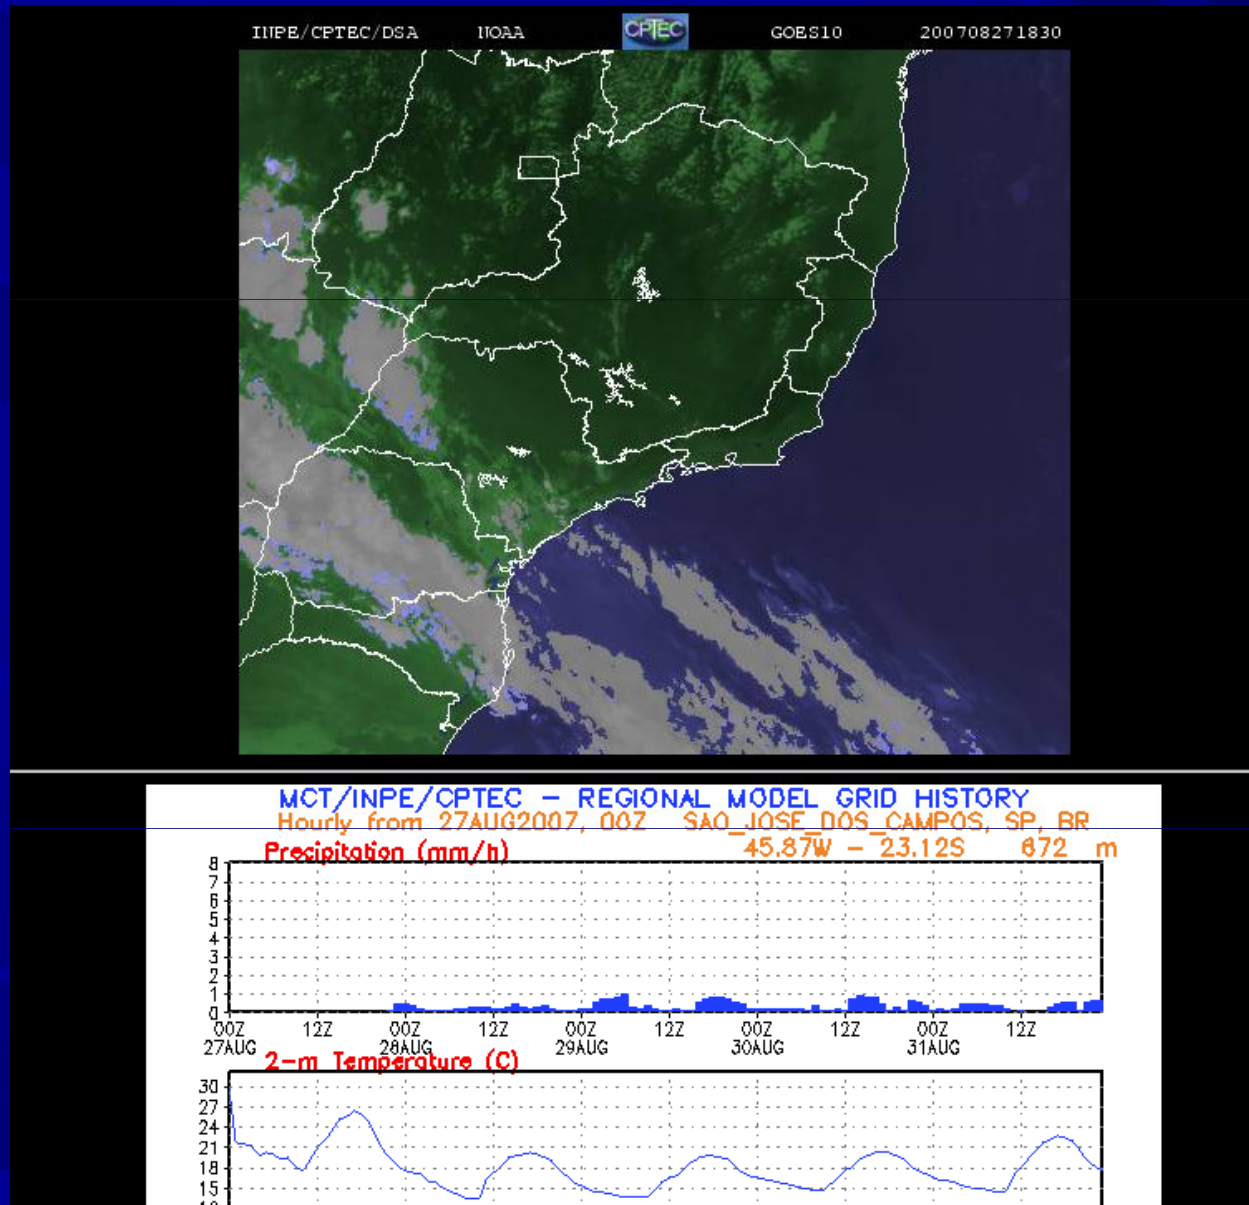 INPE/CPTEC/DSA NOAA CPTEC GOES10 200708271830
MCT/INPE/CPTEC – REGIONAL MODEL GRID HISTORY
Hourly from 27AUG2007, 00Z SAO_JOSE_DOS_CAMPOS, SP, BR
Precipitation (mm/h) 45.87W – 23.12S 672 m
8
7
6
5
4
3
2
1
0
00Z 12Z 00Z 12Z 00Z 12Z 00Z 12Z 00Z 12Z
27AUG 28AUG 29AUG 30AUG 31AUG
2-m Temperature (C)
30
27
24
21
18
15